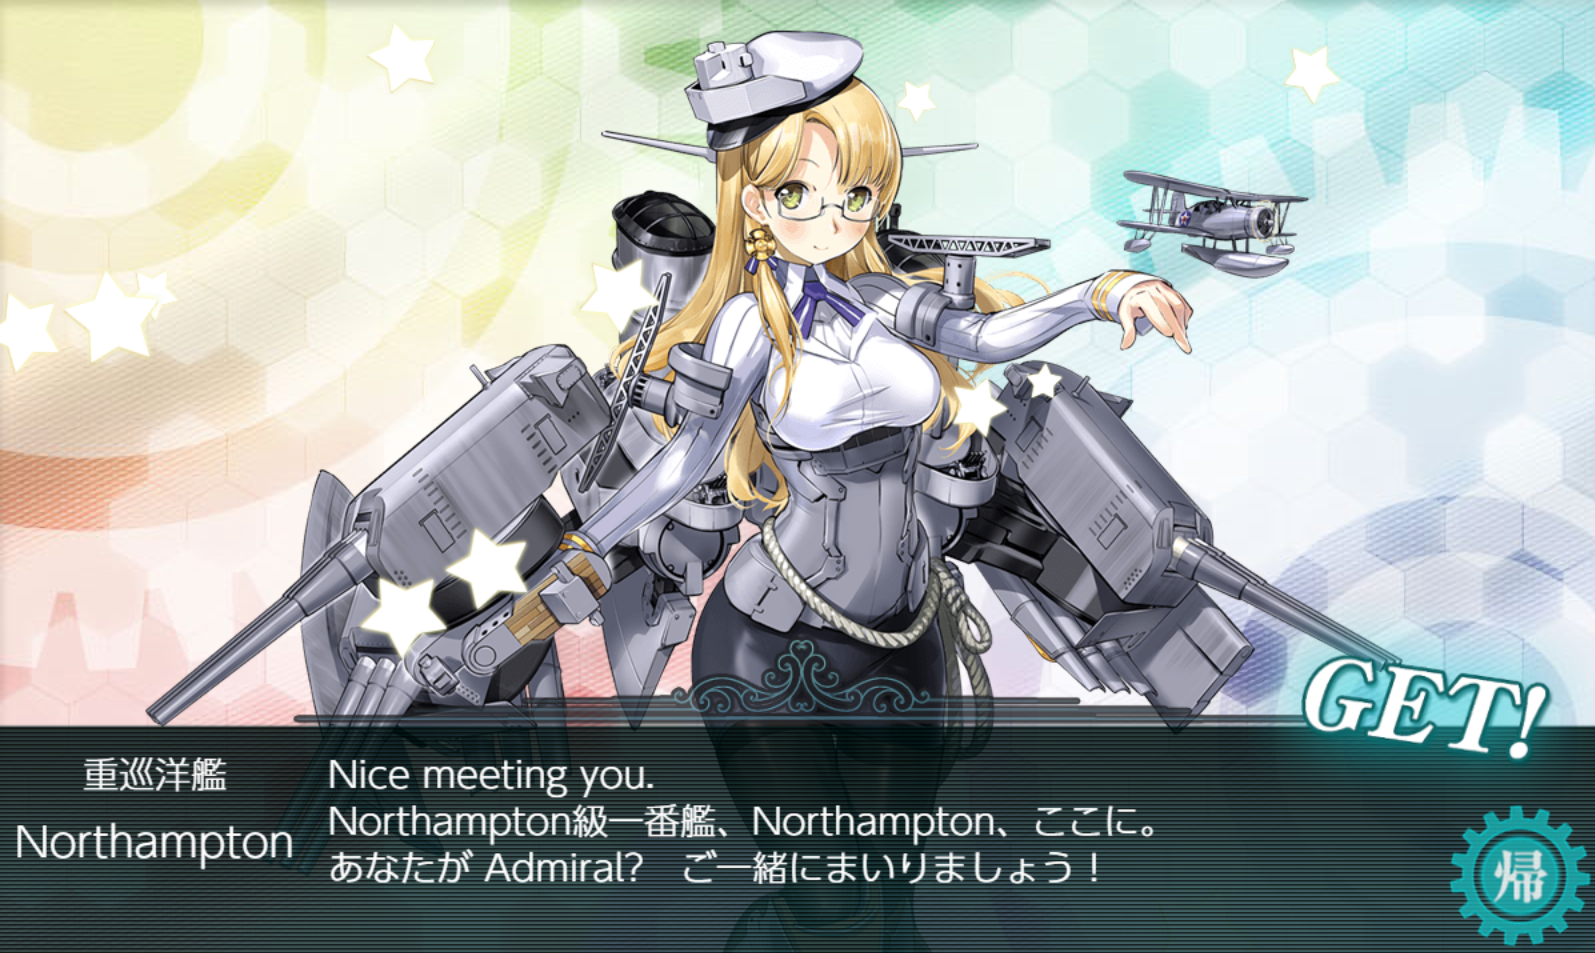 GET!
重巡洋艦
Northampton
Nice meeting you.
Northampton級一番艦、Northampton、ここに。
あなたが Admiral?　ご一緒にまいりましょう！
帰